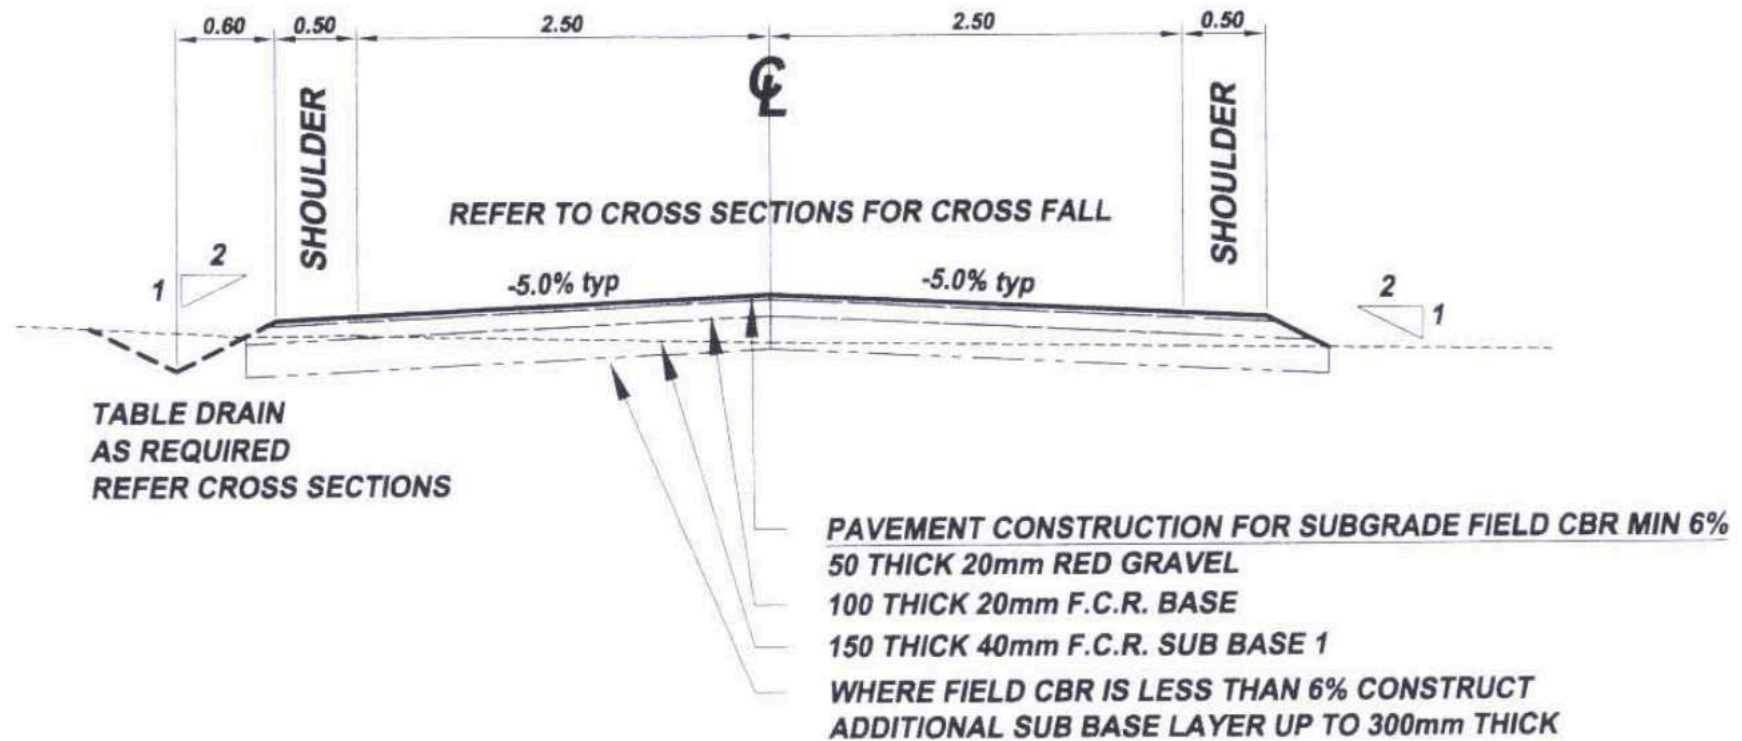 0.60
0.50
2.50
2.50
0.50
CL
SHOULDER
SHOULDER
REFER TO CROSS SECTIONS FOR CROSS FALL
2
1
-5.0% typ
-5.0% typ
2
1
TABLE DRAIN
AS REQUIRED
REFER CROSS SECTIONS
PAVEMENT CONSTRUCTION FOR SUBGRADE FIELD CBR MIN 6%
50 THICK 20mm RED GRAVEL
100 THICK 20mm F.C.R. BASE
150 THICK 40mm F.C.R. SUB BASE 1
WHERE FIELD CBR IS LESS THAN 6% CONSTRUCT
ADDITIONAL SUB BASE LAYER UP TO 300mm THICK